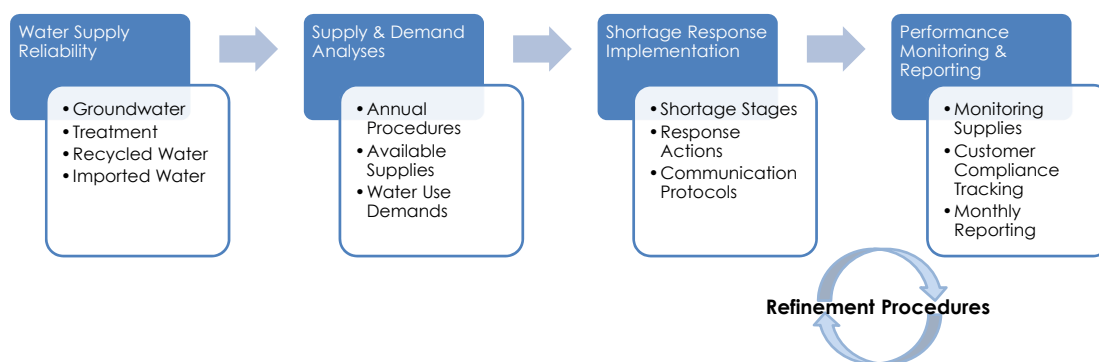 Water Supply
Reliability
• Groundwater
• Treatment
• Recycled Water
• Imported Water
Supply & Demand
Analyses
• Annual
Procedures
• Available
Supplies
• Water Use
Demands
Shortage Response
Implementation
• Shortage Stages
• Response
Actions
• Communication
Protocols
Performance
Monitoring &
Reporting
• Monitoring
Supplies
• Customer
Compliance
Tracking
• Monthly
Reporting
Refinement Procedures